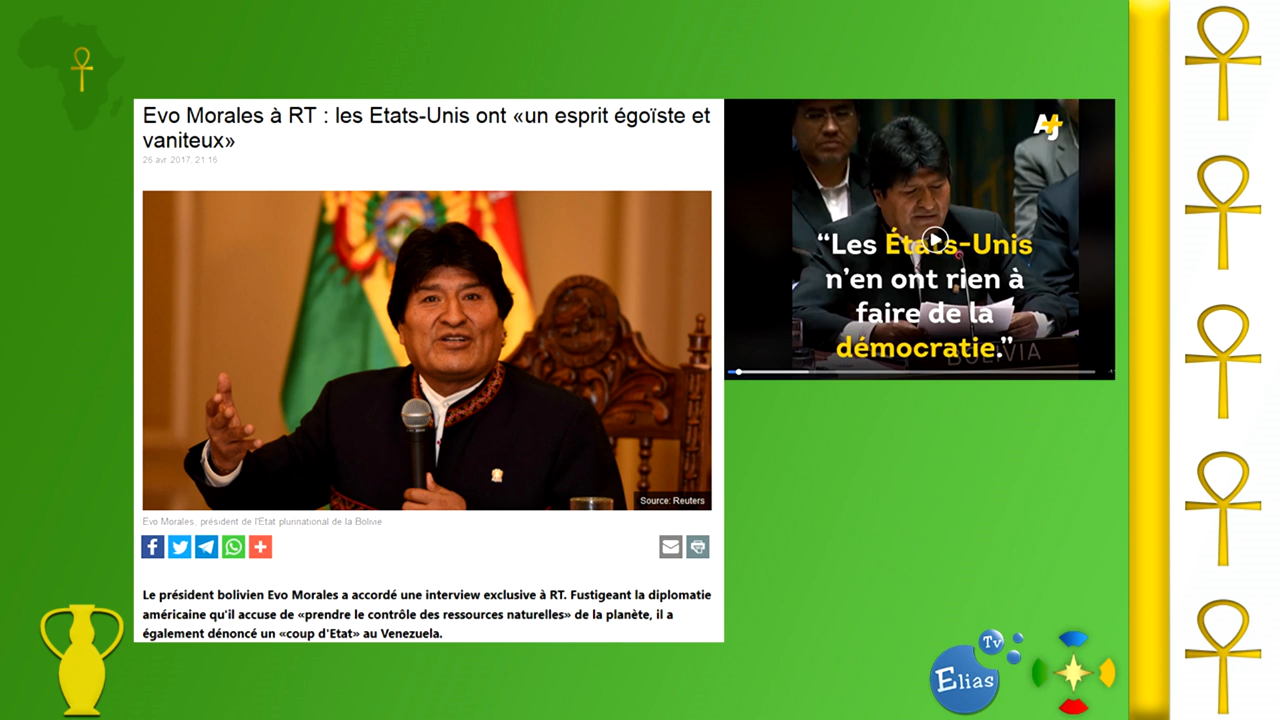 Evo Morales à RT : les Etats-Unis ont «un esprit égoïste et
vaniteux»
26 avr. 2017, 21:16
Source: Reuters
Evo Morales, président de l'Etat plurinational de la Bolivie
Le président bolivien Evo Morales a accordé une interview exclusive à RT. Fustigeant la diplomatie
américaine qu'il accuse de «prendre le contrôle des ressources naturelles» de la planète, il a
également dénoncé un «coup d'Etat» au Venezuela.
AJ+
“Les États-Unis
n’en ont rien à
faire de la
démocratie.”
BOLIVIA
Tv
Elias